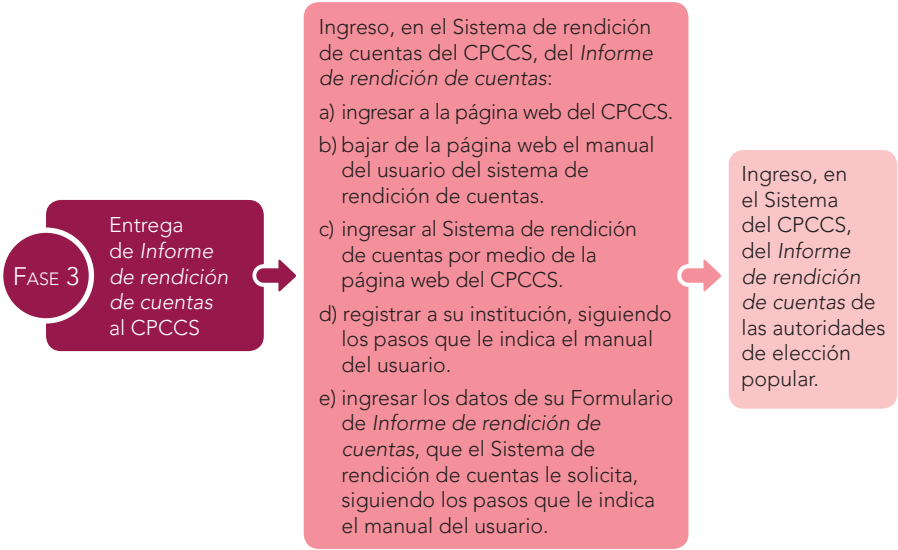 FASE 3
Entrega
de Informe
de rendición
de cuentas
al CPCCS
Ingreso, en el Sistema de rendición
de cuentas del CPCCS, del Informe
de rendición de cuentas:
a) ingresar a la página web del CPCCS.
b) bajar de la página web el manual
del usuario del sistema de
rendición de cuentas.
c) ingresar al Sistema de rendición
de cuentas por medio de la
página web del CPCCS.
d) registrar a su institución, siguiendo
los pasos que le indica el manual
del usuario.
e) ingresar los datos de su Formulario
de Informe de rendición de
cuentas, que el Sistema de
rendición de cuentas le solicita,
siguiendo los pasos que le indica
el manual del usuario.
Ingreso, en
el Sistema
del CPCCS,
del Informe
de rendición
de cuentas de
las autoridades
de elección
popular.